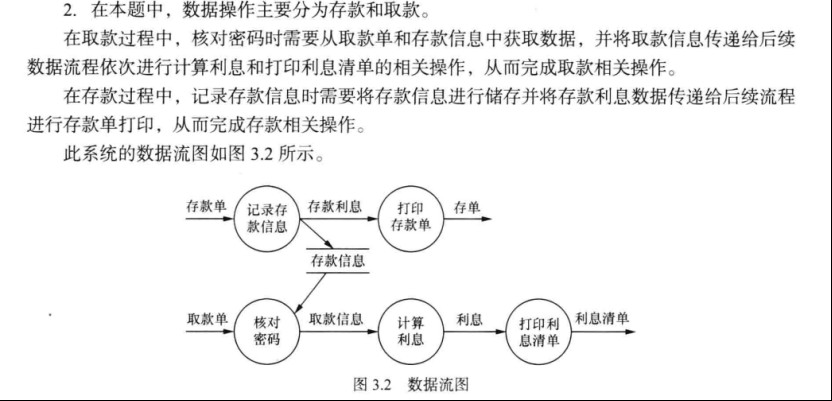 2. 在本题中，数据操作主要分为存款和取款。
在取款过程中，核对密码时需要从取款单和存款信息中获取数据，并将取款信息传递给后续
数据流程依次进行计算利息和打印利息清单的相关操作，从而完成取款相关操作。
在存款过程中，记录存款信息时需要将存款信息进行储存并将存款利息数据传递给后续流程
进行存款单打印，从而完成存款相关操作。
此系统的数据流图如图 3.2 所示。
存款单
记录存
款信息
存款利息
打印
存款单
存单
存款信息
取款单
核对
密码
取款信息
计算
利息
利息
打印利
息清单
利息清单
图 3.2 数据流图